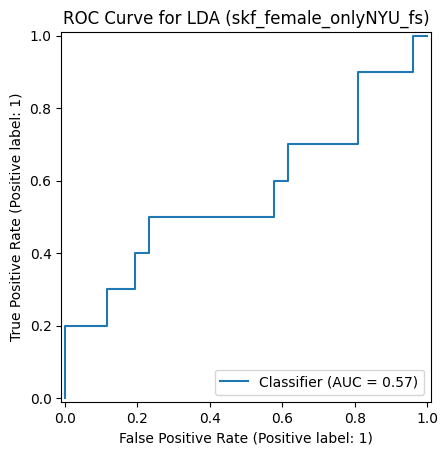 ROC Curve for LDA (skf_female_onlyNYU_fs)
True Positive Rate (Positive label: 1)
1.0
0.8
0.6
0.4
0.2
0.0
Classifier (AUC = 0.57)
0.0 0.2 0.4 0.6 0.8 1.0
False Positive Rate (Positive label: 1)